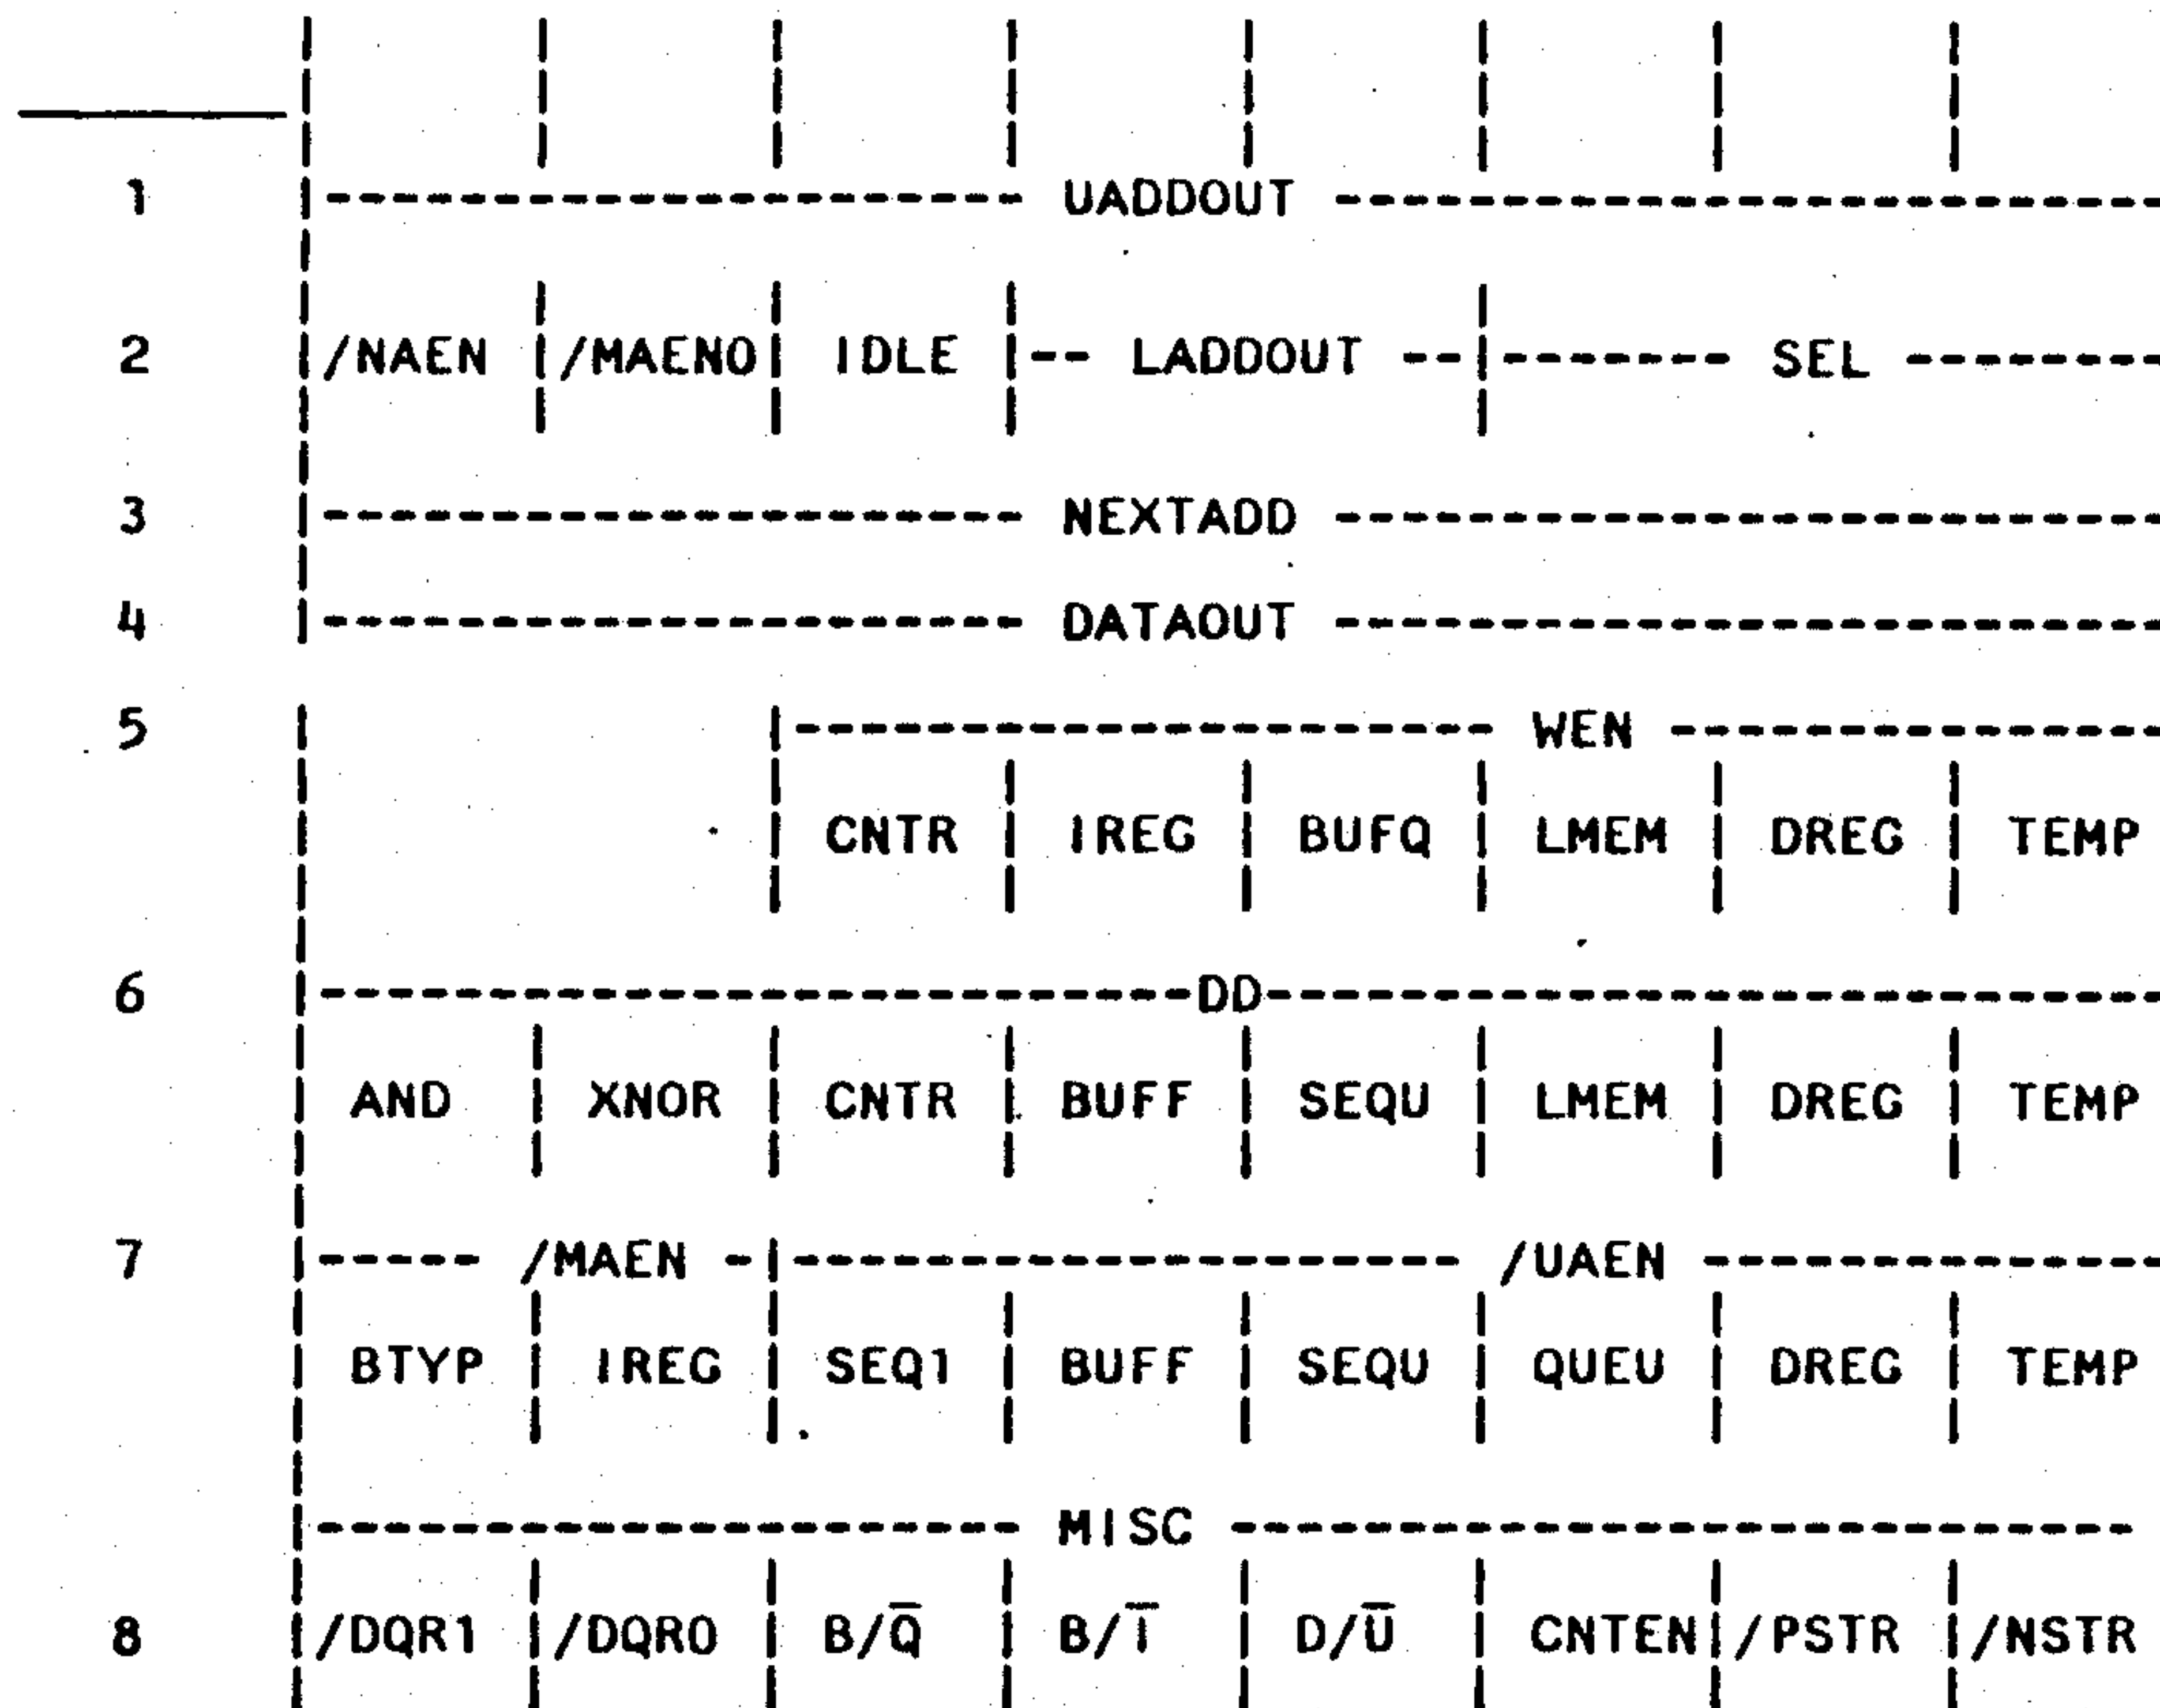 1 |--------------------- UADDOUT -------------------------
2 |/NAEN |/MAEN0| IDLE |-- LADDOUT --|------- SEL --------
3 |--------------------- NEXTADD -------------------------
4 |--------------------- DATAOUT -------------------------
5 | |--------------------- WEN ---------------
| CNTR | IREG | BUFQ | LMEM | DREG | TEMP
6 |--------------------------DD---------------------------
| AND | XNOR | CNTR | BUFF | SEQU | LMEM | DREG | TEMP
7 |----- /MAEN -|-------------------- /UAEN --------------
| BTYP | IREG | SEQ1 | BUFF | SEQU | QUEU | DREG | TEMP
|--------------------- MISC ---------------------------
8 |/DQR1 |/DQR0 | B/Q̅ | B/T̅ | D/U̅ | CNTEN|/PSTR |/NSTR